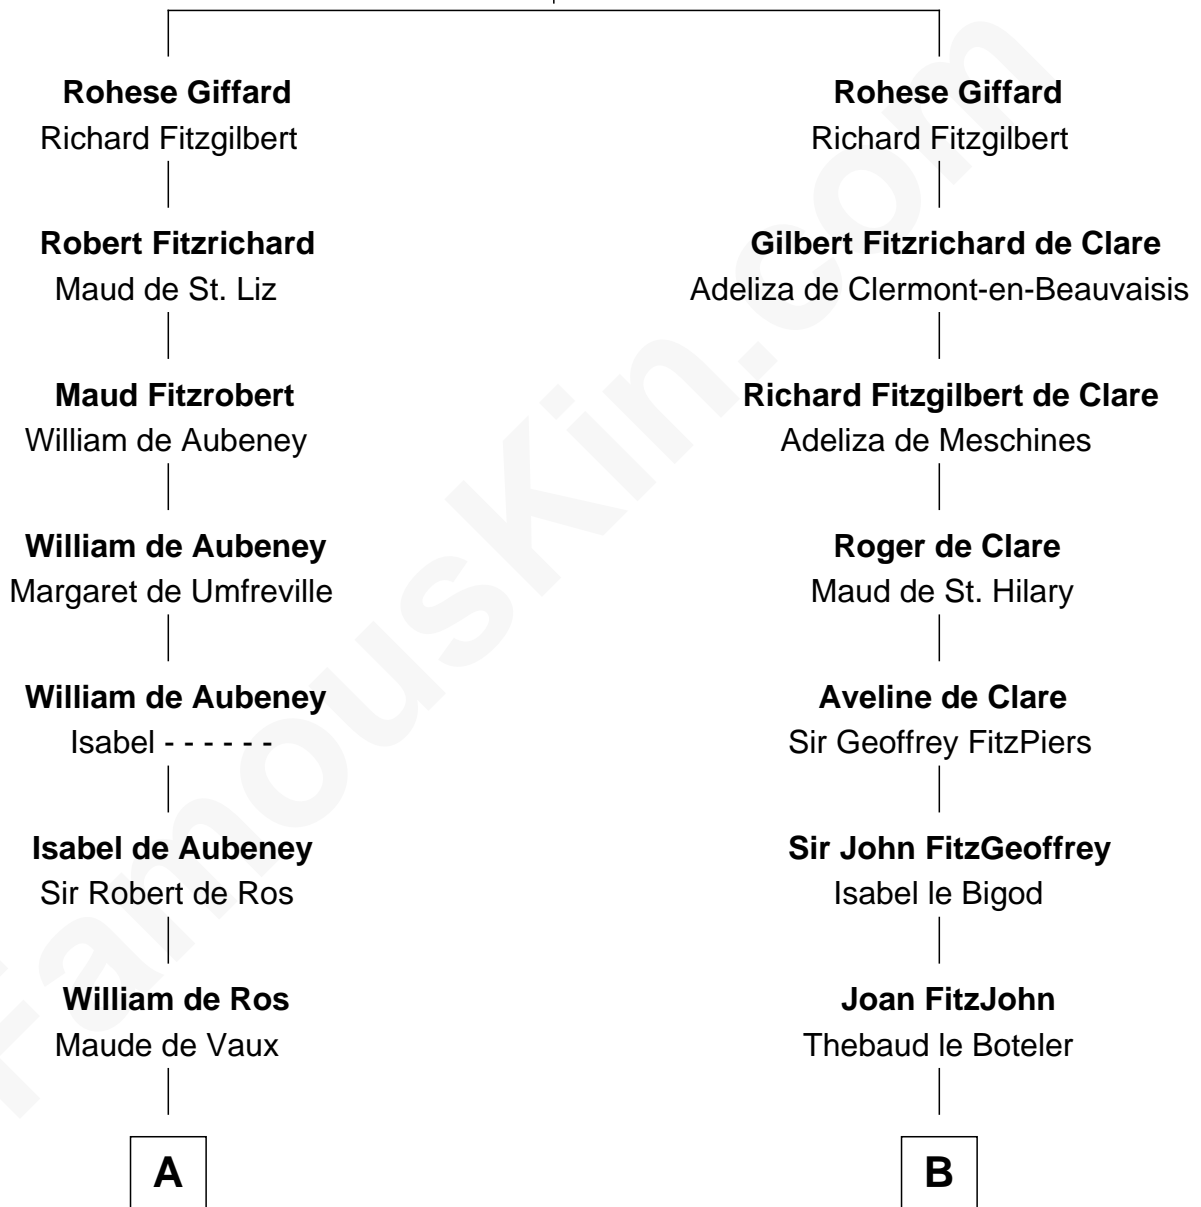 Rohese Giffard
Richard Fitzgilbert
Robert Fitzrichard
Maud de St. Liz
Maud Fitzrobert
William de Aubeney
William de Aubeney
Margaret de Umfreville
William de Aubeney
Isabel - - - - - -
Isabel de Aubeney
Sir Robert de Ros
William de Ros
Maude de Vaux
A
Rohese Giffard
Richard Fitzgilbert
Gilbert Fitzrichard de Clare
Adeliza de Clermont-en-Beauvaisis
Richard Fitzgilbert de Clare
Adeliza de Meschines
Roger de Clare
Maud de St. Hilary
Aveline de Clare
Sir Geoffrey FitzPiers
Sir John FitzGeoffrey
Isabel le Bigod
Joan FitzJohn
Thebaud le Boteler
B
FamousKin.com